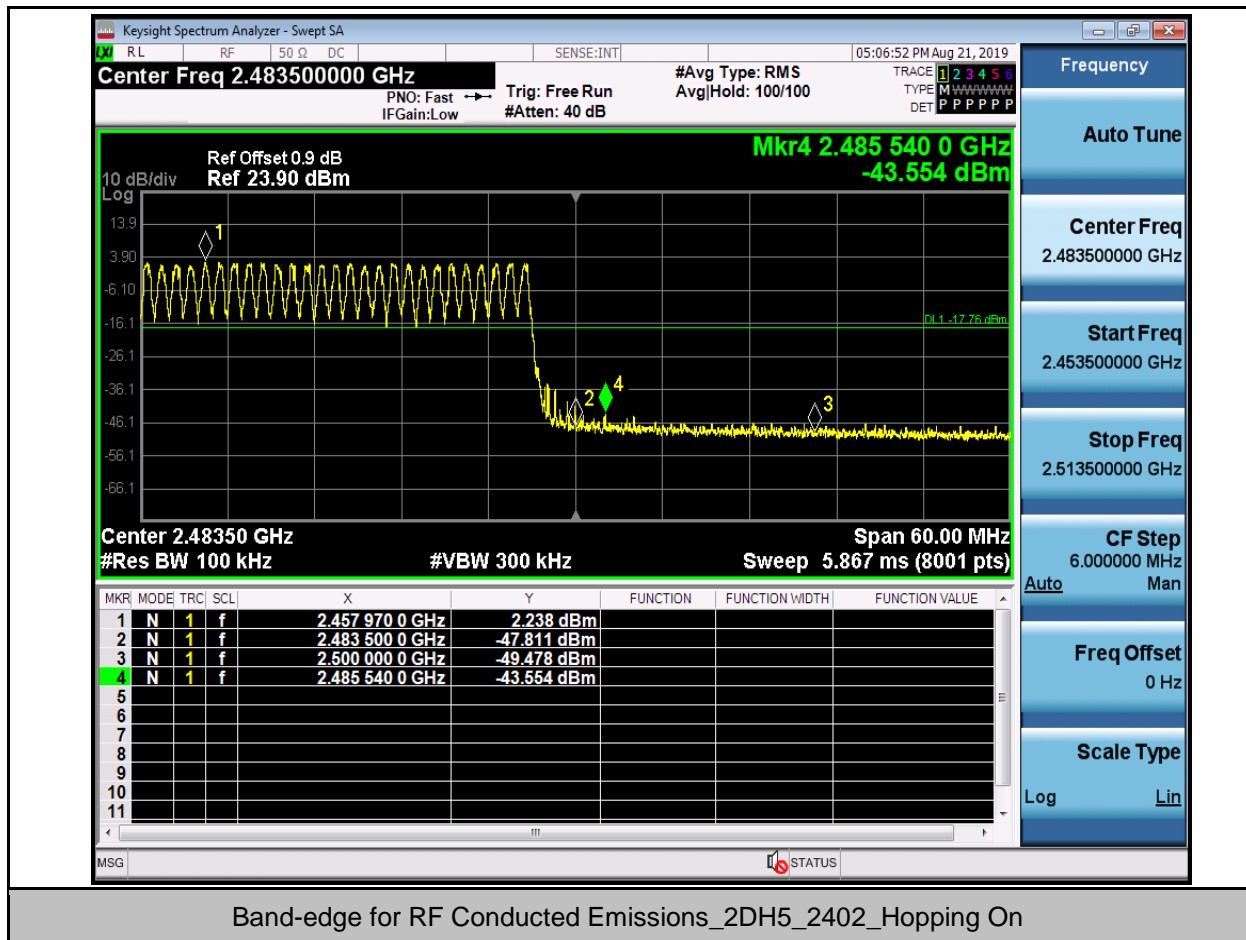 Keysight Spectrum Analyzer - Swept SA
LXI RL RF 50 Ω DC SENSE:INT 05:06:52 PM Aug 21, 2019
Center Freq 2.483500000 GHz
PNO: Fast
IFGain:Low
Trig: Free Run
#Atten: 40 dB
#Avg Type: RMS
Avg|Hold: 100/100
TRACE 1 2 3 4 5 6
TYPE M WWWWW
DET P P P P P P
Mkr4 2.485 540 0 GHz
-43.554 dBm
Ref Offset 0.9 dB
10 dB/div Ref 23.90 dBm
Log
13.9
3.90
-6.10
-16.1
-26.1
-36.1
-46.1
-56.1
-66.1
1
2
4
3
DL1 -17.76 dBm
Center 2.48350 GHz Span 60.00 MHz
#Res BW 100 kHz #VBW 300 kHz Sweep 5.867 ms (8001 pts)
MKR MODE TRC SCL X Y FUNCTION FUNCTION WIDTH FUNCTION VALUE
1 N 1 f 2.457 970 0 GHz 2.238 dBm
2 N 1 f 2.483 500 0 GHz -47.811 dBm
3 N 1 f 2.500 000 0 GHz -49.478 dBm
4 N 1 f 2.485 540 0 GHz -43.554 dBm
5
6
7
8
9
10
11
MSG STATUS
Frequency
Auto Tune
Center Freq
2.483500000 GHz
Start Freq
2.453500000 GHz
Stop Freq
2.513500000 GHz
CF Step
6.000000 MHz
Auto Man
Freq Offset
0 Hz
Scale Type
Log Lin
Band-edge for RF Conducted Emissions_2DH5_2402_Hopping On